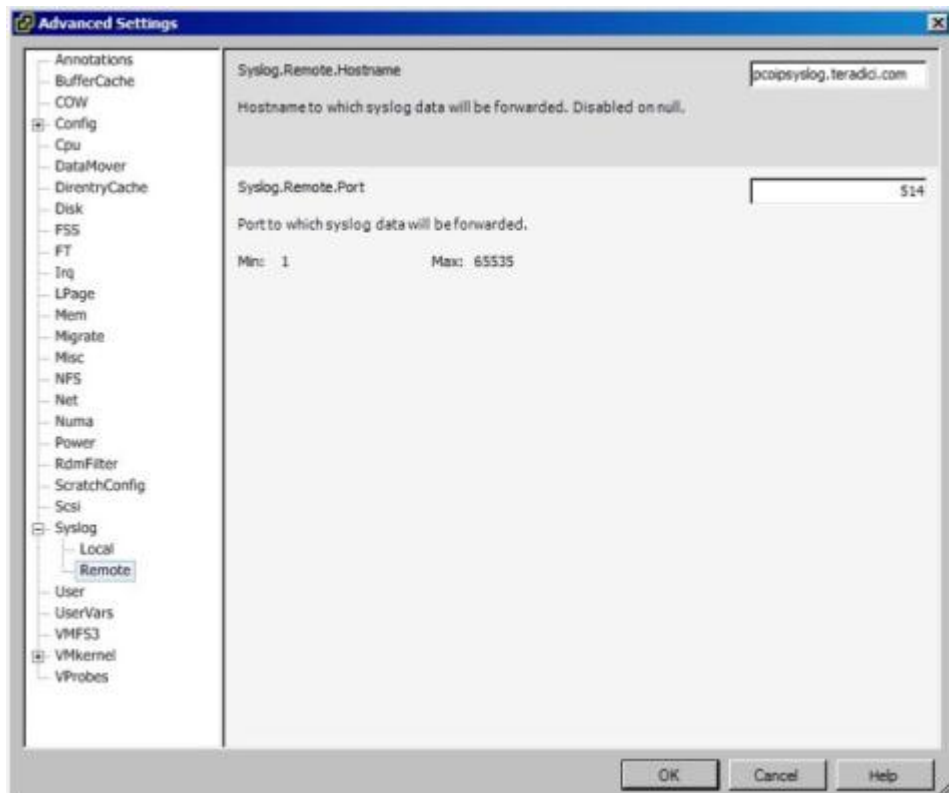 Advanced Settings
Annotations
BufferCache
COW
Config
Cpu
DataMover
DirentryCache
Disk
FSS
FT
Irq
LPage
Mem
Migrate
Misc
NFS
Net
Numa
Power
RdmFilter
ScratchConfig
Scsi
Syslog
Local
Remote
User
UserVars
VMFS3
VMkernel
VProbes
Syslog.Remote.Hostname
pcoipsyslog.teradici.com
Hostname to which syslog data will be forwarded. Disabled on null.
Syslog.Remote.Port
514
Port to which syslog data will be forwarded.
Min: 1 Max: 65535
OK Cancel Help